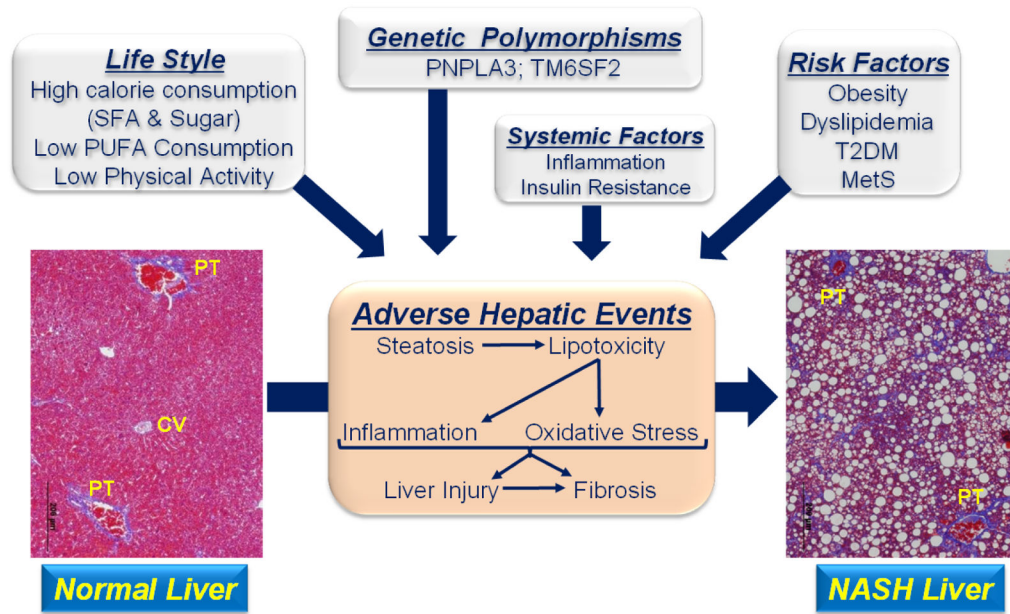 Life Style
High calorie consumption
(SFA & Sugar)
Low PUFA Consumption
Low Physical Activity
Genetic Polymorphisms
PNPLA3; TM6SF2
Systemic Factors
Inflammation
Insulin Resistance
Risk Factors
Obesity
Dyslipidemia
T2DM
MetS
PT
CV
PT
200 µm
Normal Liver
Adverse Hepatic Events
Steatosis Lipotoxicity
Inflammation Oxidative Stress
Liver Injury Fibrosis
PT
PT
NASH Liver